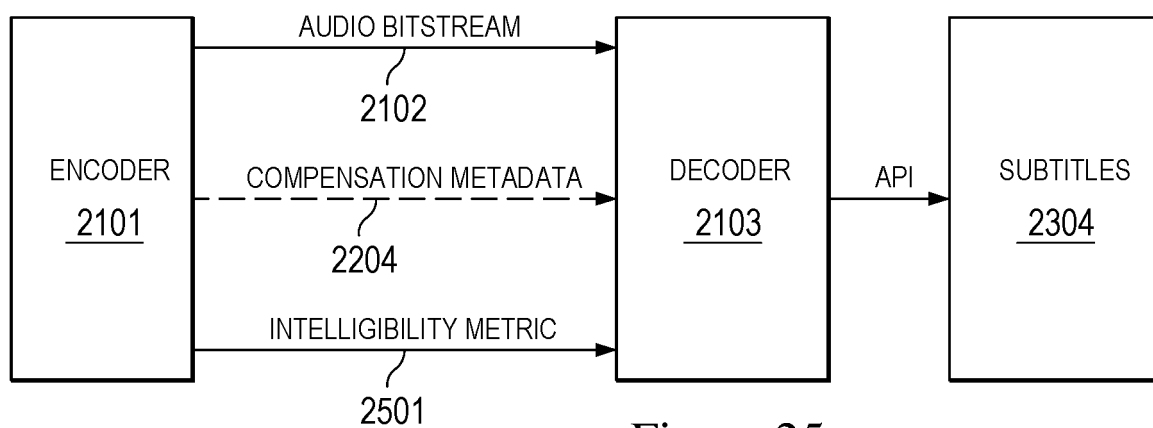 AUDIO BITSTREAM
2102
ENCODER
2101
COMPENSATION METADATA
2204
DECODER
2103
API
SUBTITLES
2304
INTELLIGIBILITY METRIC
2501